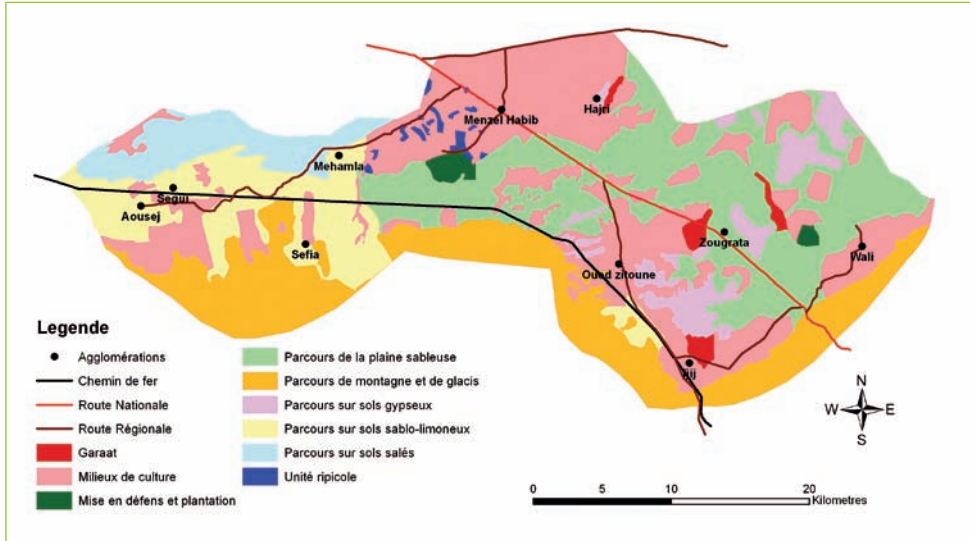 Hajri
Menzel Habib
Mehamla
Segui
Aousej
Sefia
Zougrata
Wali
Oued zitoune
jij
Legende
Agglomérations
Chemin de fer
Route Nationale
Route Régionale
Garaat
Milieux de culture
Mise en défens et plantation
Parcours de la plaine sableuse
Parcours de montagne et de glacis
Parcours sur sols gypseux
Parcours sur sols sablo-limoneux
Parcours sur sols salés
Unité ripicole
N
W E
S
0 5 10 20
Kilometres